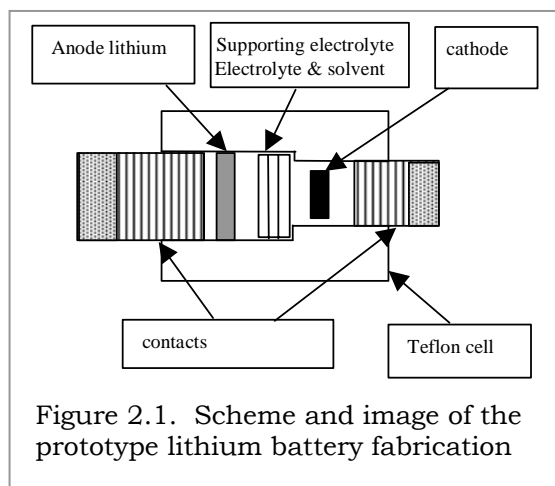 Anode lithium
Supporting electrolyte
Electrolyte & solvent
cathode
contacts
Teflon cell
Figure 2.1. Scheme and image of the
prototype lithium battery fabrication